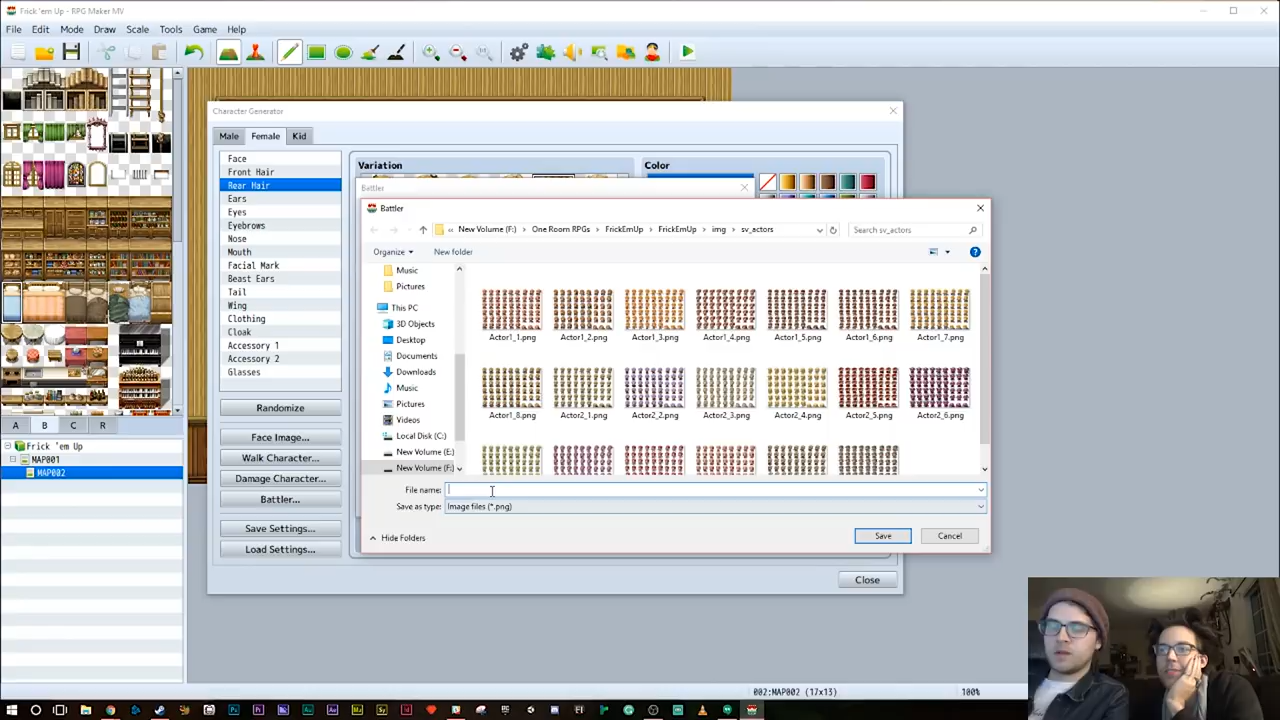 Frick 'em Up - RPG Maker MV
File Edit Mode Draw Scale Tools Game Help
Character Generator
Male Female Kid
Face
Front Hair
Rear Hair
Ears
Eyes
Eyebrows
Nose
Mouth
Facial Mark
Beast Ears
Tail
Wing
Clothing
Cloak
Accessory 1
Accessory 2
Glasses
Randomize
Face Image...
Walk Character...
Damage Character...
Battler...
Save Settings...
Load Settings...
Variation
Color
Battler
Battler
« New Volume (F:) > One Room RPGs > FrickEmUp > FrickEmUp > img > sv_actors
Search sv_actors
Organize New folder
Music
Pictures
This PC
3D Objects
Desktop
Documents
Downloads
Music
Pictures
Videos
Local Disk (C:)
New Volume (E:)
New Volume (F:)
Actor1_1.png Actor1_2.png Actor1_3.png Actor1_4.png Actor1_5.png Actor1_6.png Actor1_7.png
Actor1_8.png Actor2_1.png Actor2_2.png Actor2_3.png Actor2_4.png Actor2_5.png Actor2_6.png
File name:
Save as type: Image files (*.png)
Hide Folders
Save Cancel
Close
A B C R
Frick 'em Up
MAP001
MAP002
002:MAP002 (17x13) 100%